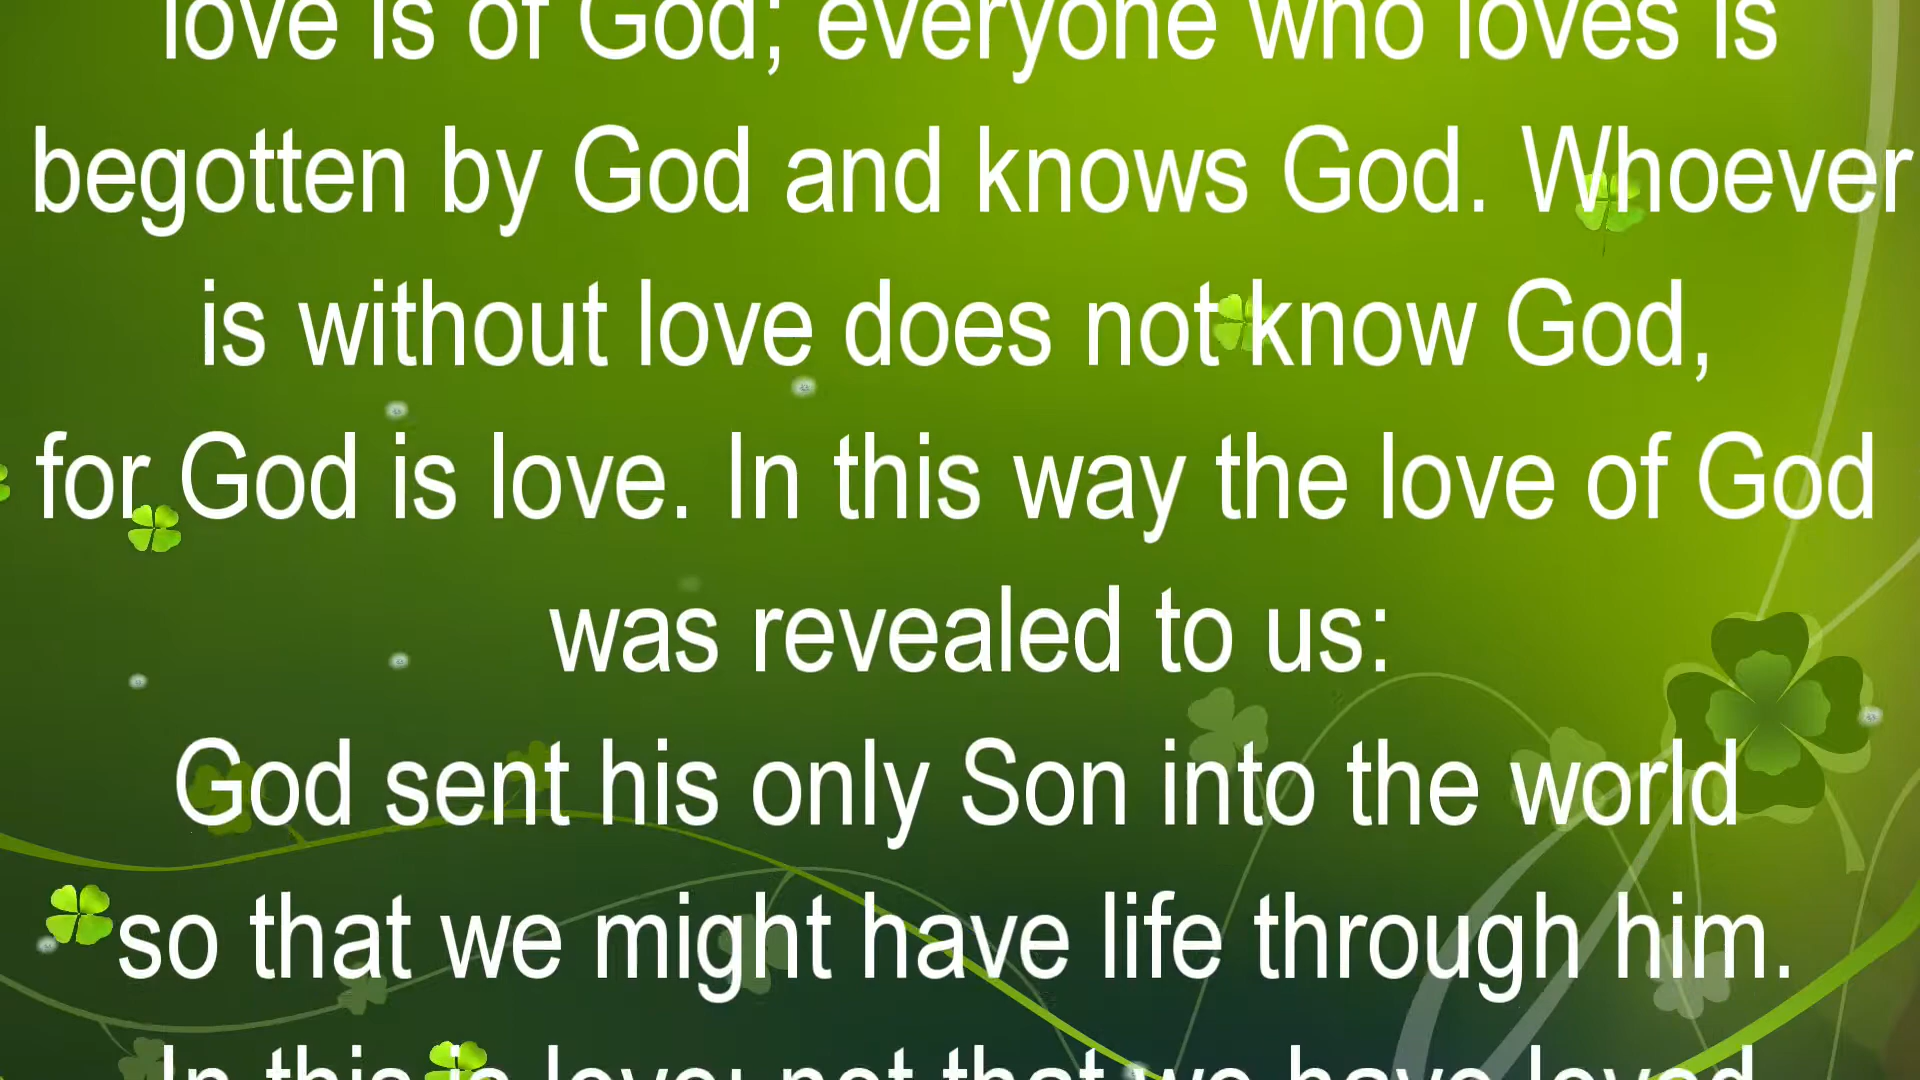 love is of God; everyone who loves is
begotten by God and knows God. Whoever
is without love does not know God,
for God is love. In this way the love of God
was revealed to us:
God sent his only Son into the world
so that we might have life through him.
In this is love: not that we have loved